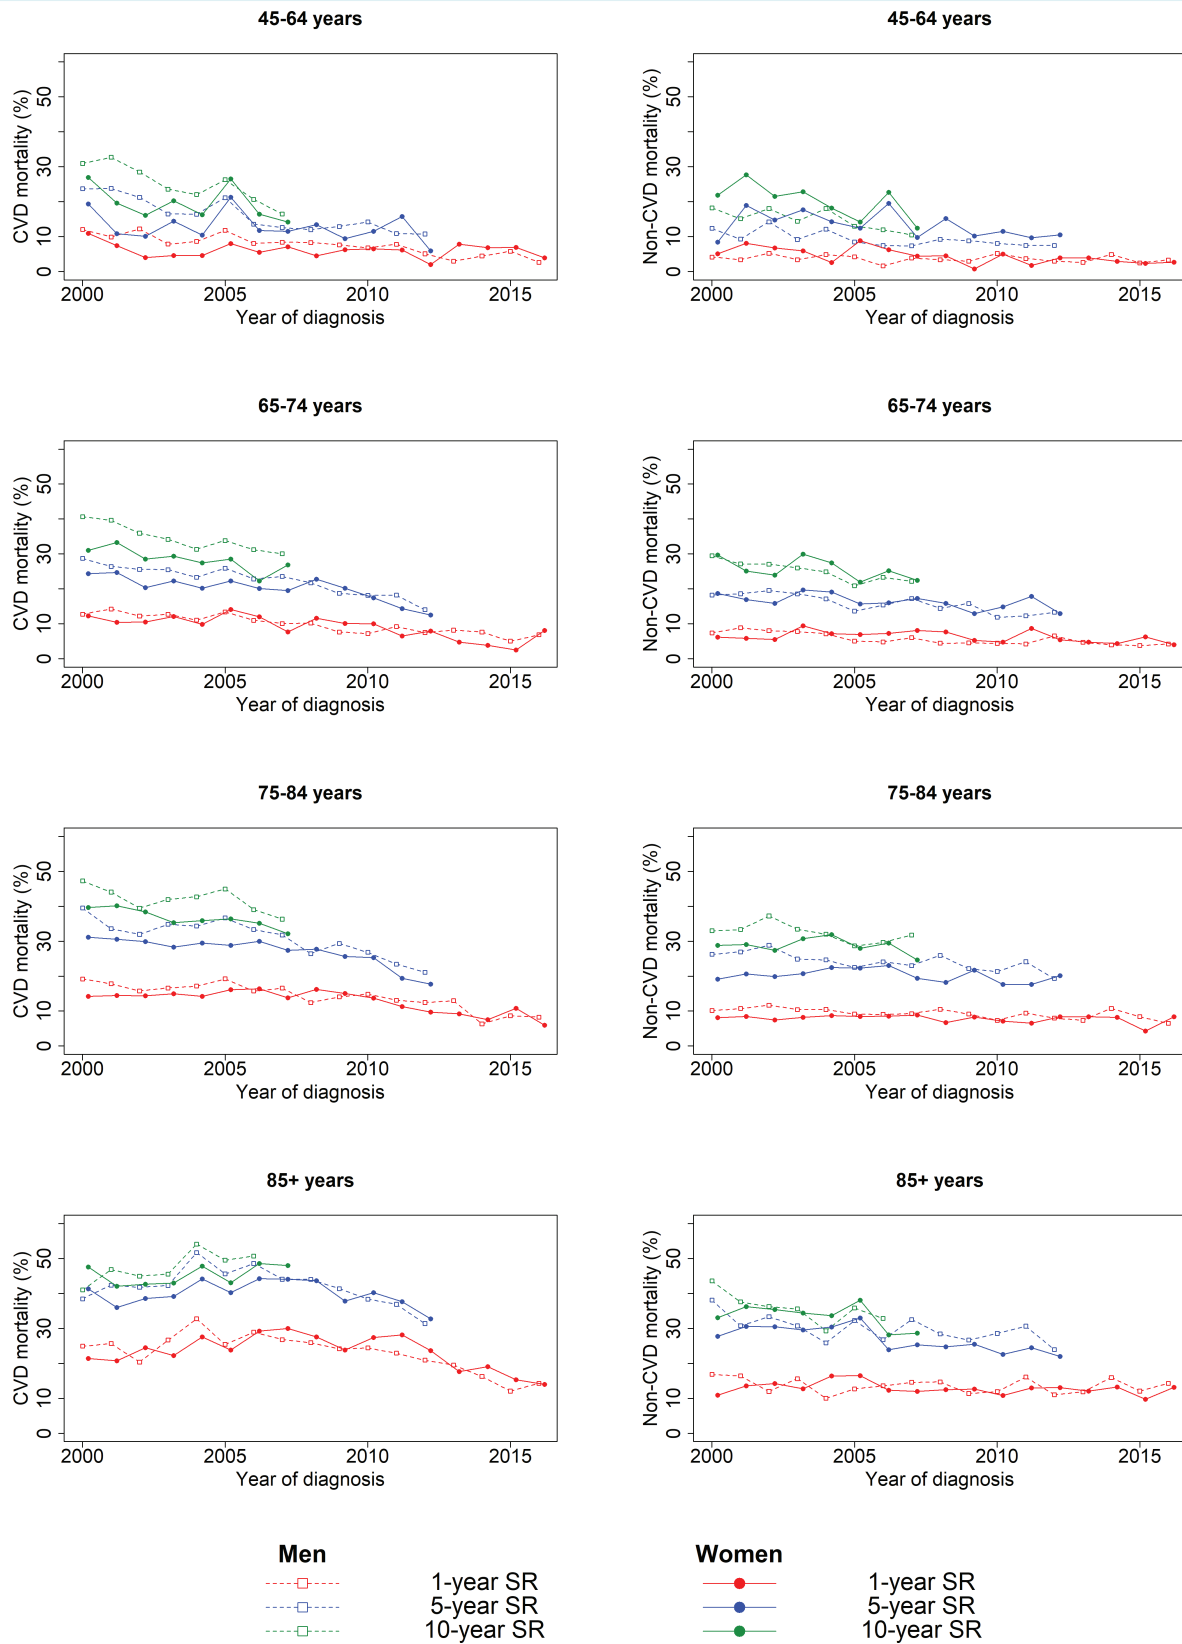 45-64 years
45-64 years
CVD mortality (%)
0 10 30 50
2000 2005 2010 2015
Year of diagnosis
Non-CVD mortality (%)
0 10 30 50
2000 2005 2010 2015
Year of diagnosis
65-74 years
65-74 years
CVD mortality (%)
0 10 30 50
2000 2005 2010 2015
Year of diagnosis
Non-CVD mortality (%)
0 10 30 50
2000 2005 2010 2015
Year of diagnosis
75-84 years
75-84 years
CVD mortality (%)
0 10 30 50
2000 2005 2010 2015
Year of diagnosis
Non-CVD mortality (%)
0 10 30 50
2000 2005 2010 2015
Year of diagnosis
85+ years
85+ years
CVD mortality (%)
0 10 30 50
2000 2005 2010 2015
Year of diagnosis
Non-CVD mortality (%)
0 10 30 50
2000 2005 2010 2015
Year of diagnosis
Men
1-year SR
5-year SR
10-year SR
Women
1-year SR
5-year SR
10-year SR